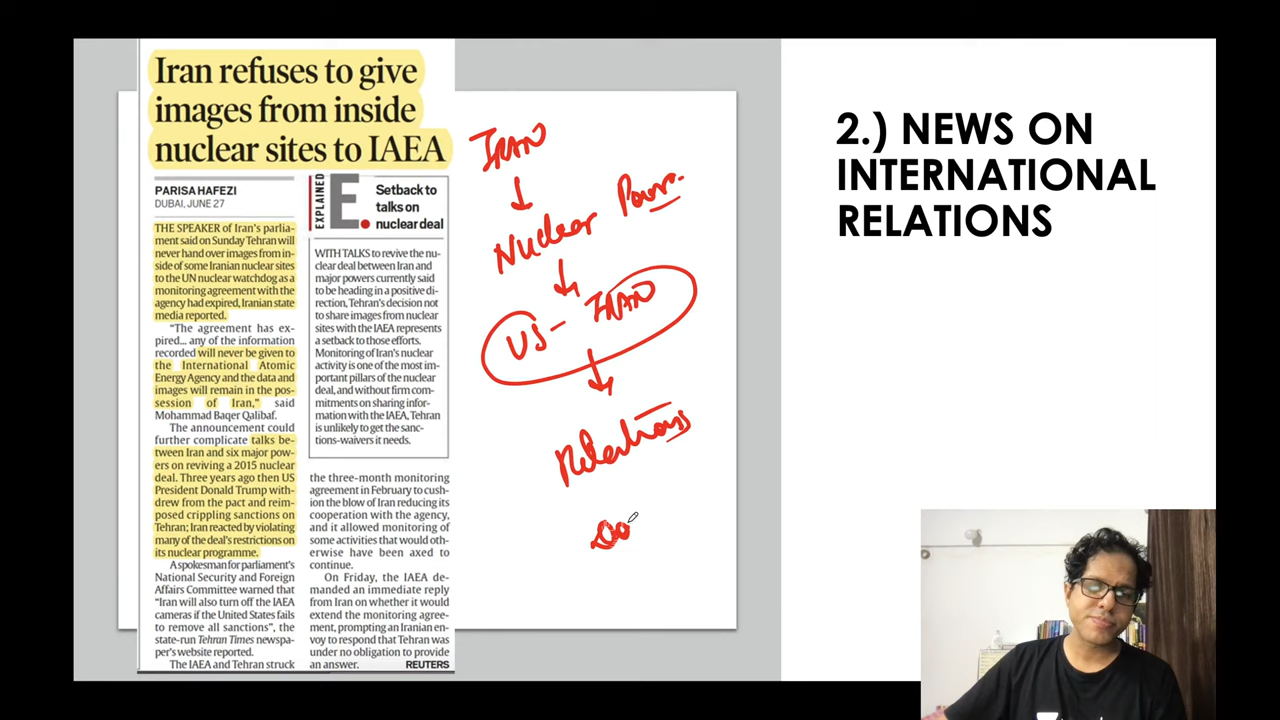 Iran refuses to give
images from inside
nuclear sites to IAEA
PARISA HAFEZI
DUBAI, JUNE 27
THE SPEAKER of Iran's parlia-
ment said on Sunday Tehran will
never hand over images from in-
side of some Iranian nuclear sites
to the UN nuclear watchdog as a
monitoring agreement with the
agency had expired, Iranian state
media reported.
"The agreement has ex-
pired... any of the information
recorded will never be given to
the International Atomic
Energy Agency and the data and
images will remain in the pos-
session of Iran," said
Mohammad Baqer Qalibaf.
The announcement could
further complicate talks be-
tween Iran and six major pow-
ers on reviving a 2015 nuclear
deal. Three years ago then US
President Donald Trump with-
drew from the pact and reim-
posed crippling sanctions on
Tehran; Iran reacted by violating
many of the deal's restrictions on
its nuclear programme.
A spokesman for parliament's
National Security and Foreign
Affairs Committee warned that
"Iran will also turn off the IAEA
cameras if the United States fails
to remove all sanctions", the
state-run Tehran Times newspa-
per's website reported.
The IAEA and Tehran struck
EXPLAINED
E.
Setback to
talks on
nuclear deal
WITH TALKS to revive the nu-
clear deal between Iran and
major powers currently said
to be heading in a positive di-
rection, Tehran's decision not
to share images from nuclear
sites with the IAEA represents
a setback to those efforts.
Monitoring of Iran's nuclear
activity is one of the most im-
portant pillars of the nuclear
deal, and without firm com-
mitments on sharing infor-
mation with the IAEA, Tehran
is unlikely to get the sanc-
tions-waivers it needs.
the three-month monitoring
agreement in February to cush-
ion the blow of Iran reducing its
cooperation with the agency,
and it allowed monitoring of
some activities that would oth-
erwise have been axed to
continue.
On Friday, the IAEA de-
manded an immediate reply
from Iran on whether it would
extend the monitoring agree-
ment, prompting an Iranian en-
voy to respond that Tehran was
under no obligation to provide
an answer. REUTERS
IRAN
Nuclear Power.
US - IRAN
Relations
2.) NEWS ON
INTERNATIONAL
RELATIONS